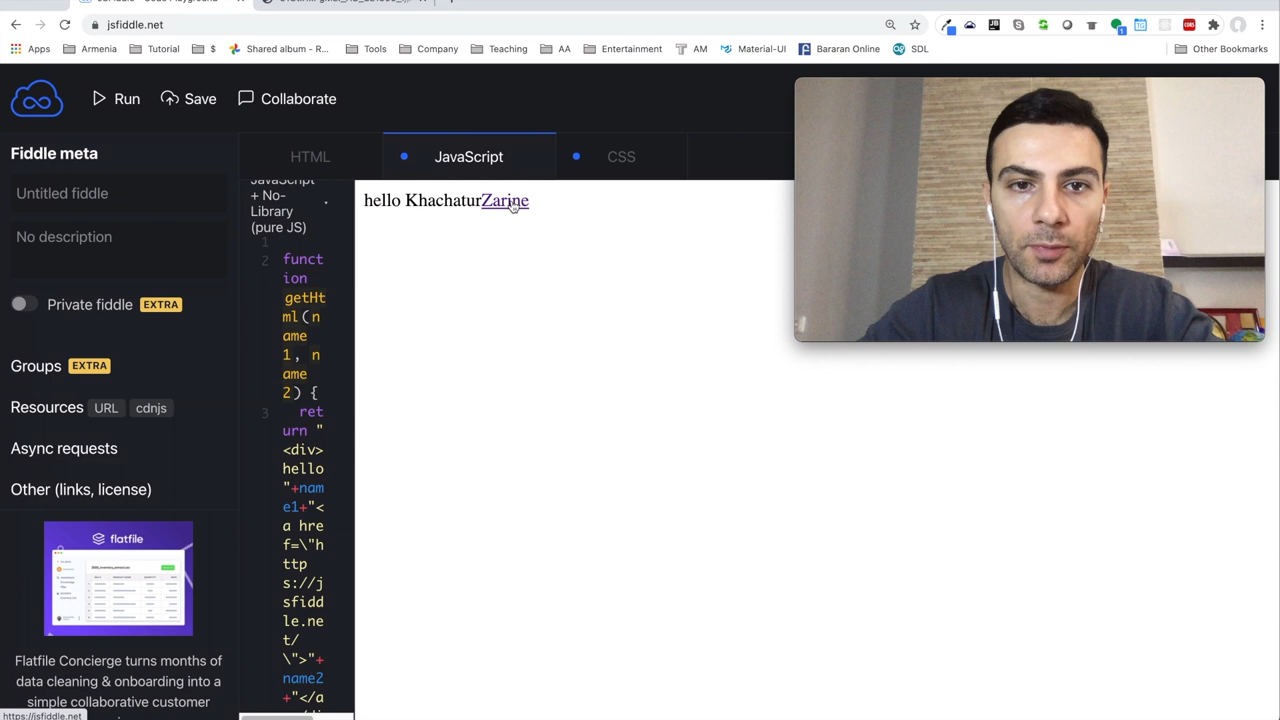 jsfiddle.net
Apps
Armenia
Tutorial
$
Shared album - R...
Tools
Company
Teaching
AA
Entertainment
AM
Material-UI
Bararan Online
SDL
Other Bookmarks
Run
Save
Collaborate
Fiddle meta
Untitled fiddle
No description
Private fiddle EXTRA
Groups EXTRA
Resources URL cdnjs
Async requests
Other (links, license)
flatfile
Flatfile Concierge turns months of
data cleaning & onboarding into a
simple collaborative customer
https://jsfiddle.net
HTML
JavaScript
CSS
JavaScript
+ No-
Library
(pure JS)
1
2
funct
ion
getHt
ml(n
ame
1, n
ame
2) {
3
ret
urn "
<div>
hello
"+nam
e1+"<
a hre
f=\"h
ttp
s://j
sfidd
le.ne
t/
\">"+
name2
+"</a
hello KhachaturZarine